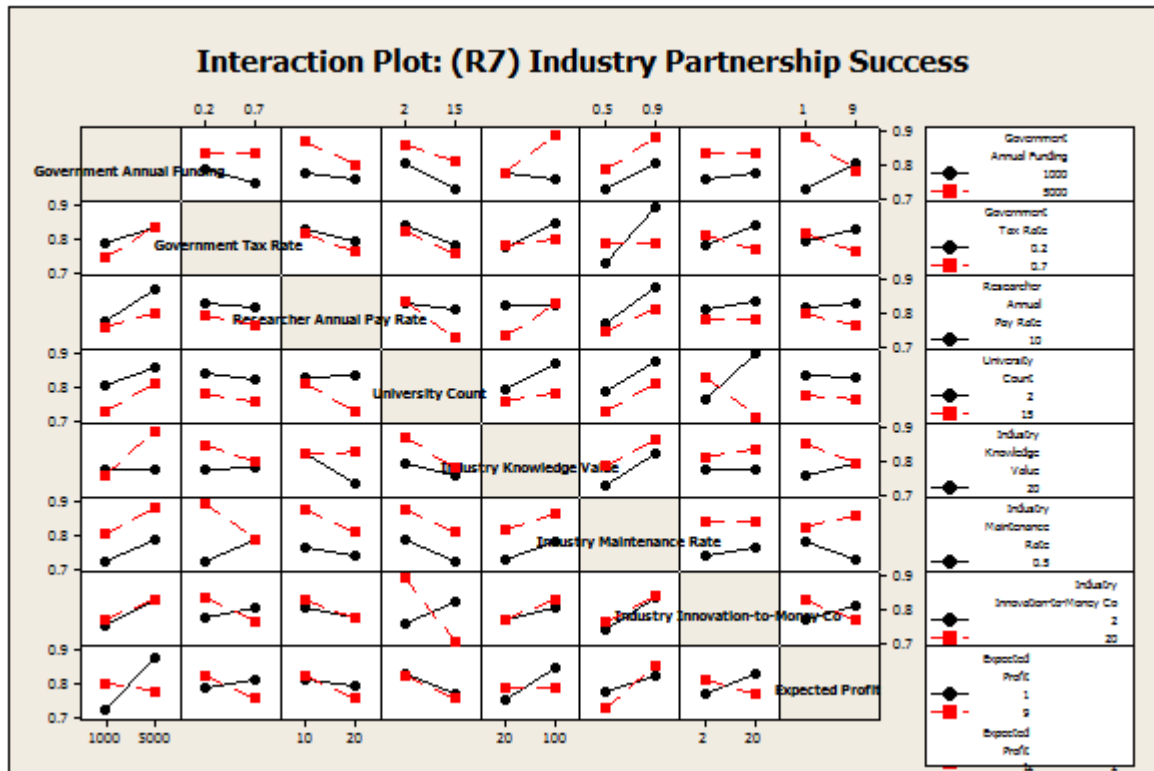 Interaction Plot: (R7) Industry Partnership Success
0.2 0.7 2 15 0.5 0.9 1 9
Government Annual Funding
0.9
0.8
0.7
Government
Annual Funding
1000
5000
0.9
0.8
0.7
Government Tax Rate
Government
Tax Rate
0.2
0.7
Researcher Annual Pay Rate
0.9
0.8
0.7
Researcher
Annual
Pay Rate
10
0.9
0.8
0.7
University Count
University
Count
2
15
Industry Knowledge Value
0.9
0.8
0.7
Industry
Knowledge
Value
20
0.9
0.8
0.7
Industry Maintenance Rate
Industry
Maintenance
Rate
0.5
Industry Innovation-to-Money Co
0.9
0.8
0.7
Industry
Innovation-to-Money Co
2
20
0.9
0.8
0.7
Expected Profit
Expected
Profit
1
9
Expected
Profit
1000 5000 10 20 20 100 2 20